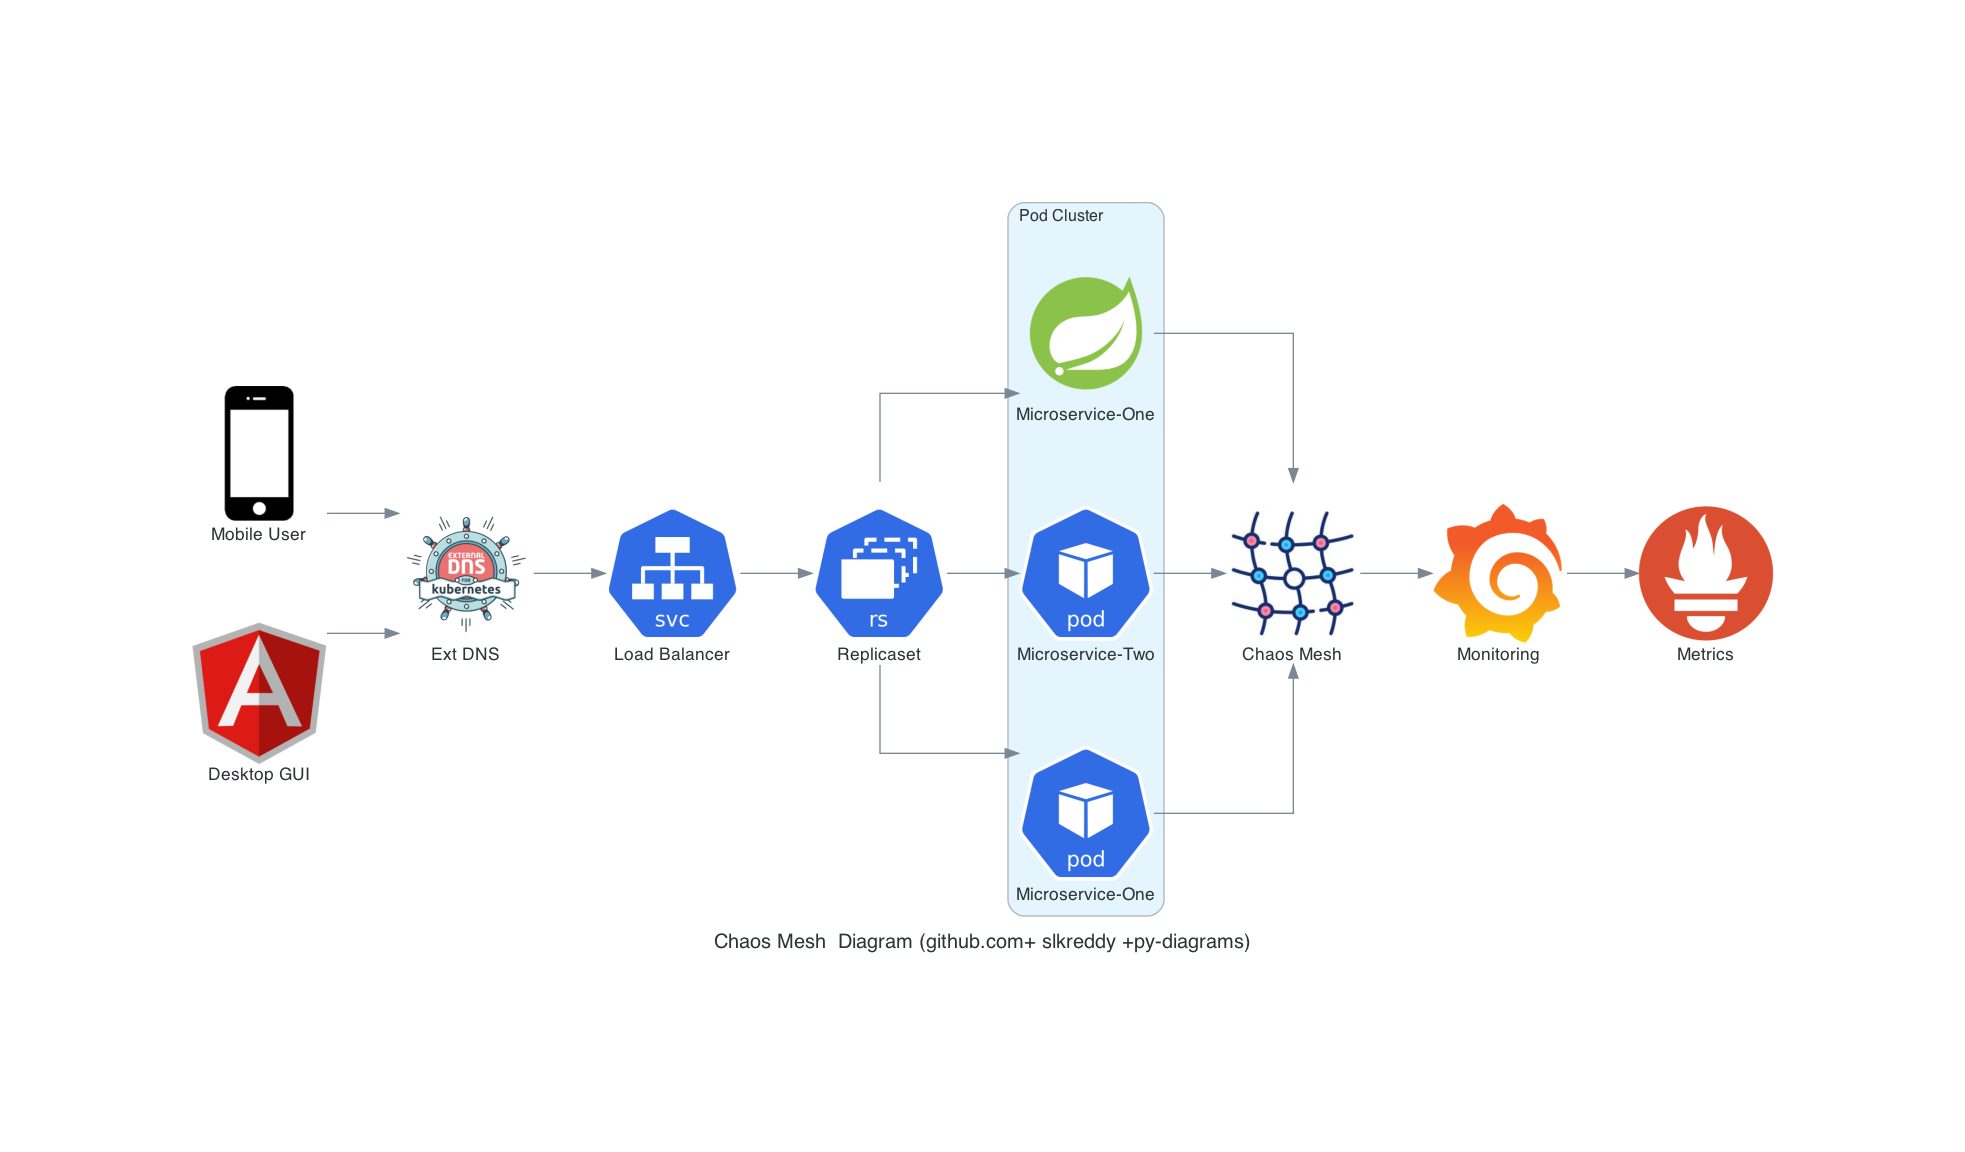 Pod Cluster
Microservice-One
Mobile User
EXTERNAL
DNS
FOR
kubernetes
Ext DNS
svc
Load Balancer
rs
Replicaset
pod
Microservice-Two
Chaos Mesh
Monitoring
Metrics
Desktop GUI
pod
Microservice-One
Chaos Mesh  Diagram (github.com+ slkreddy +py-diagrams)